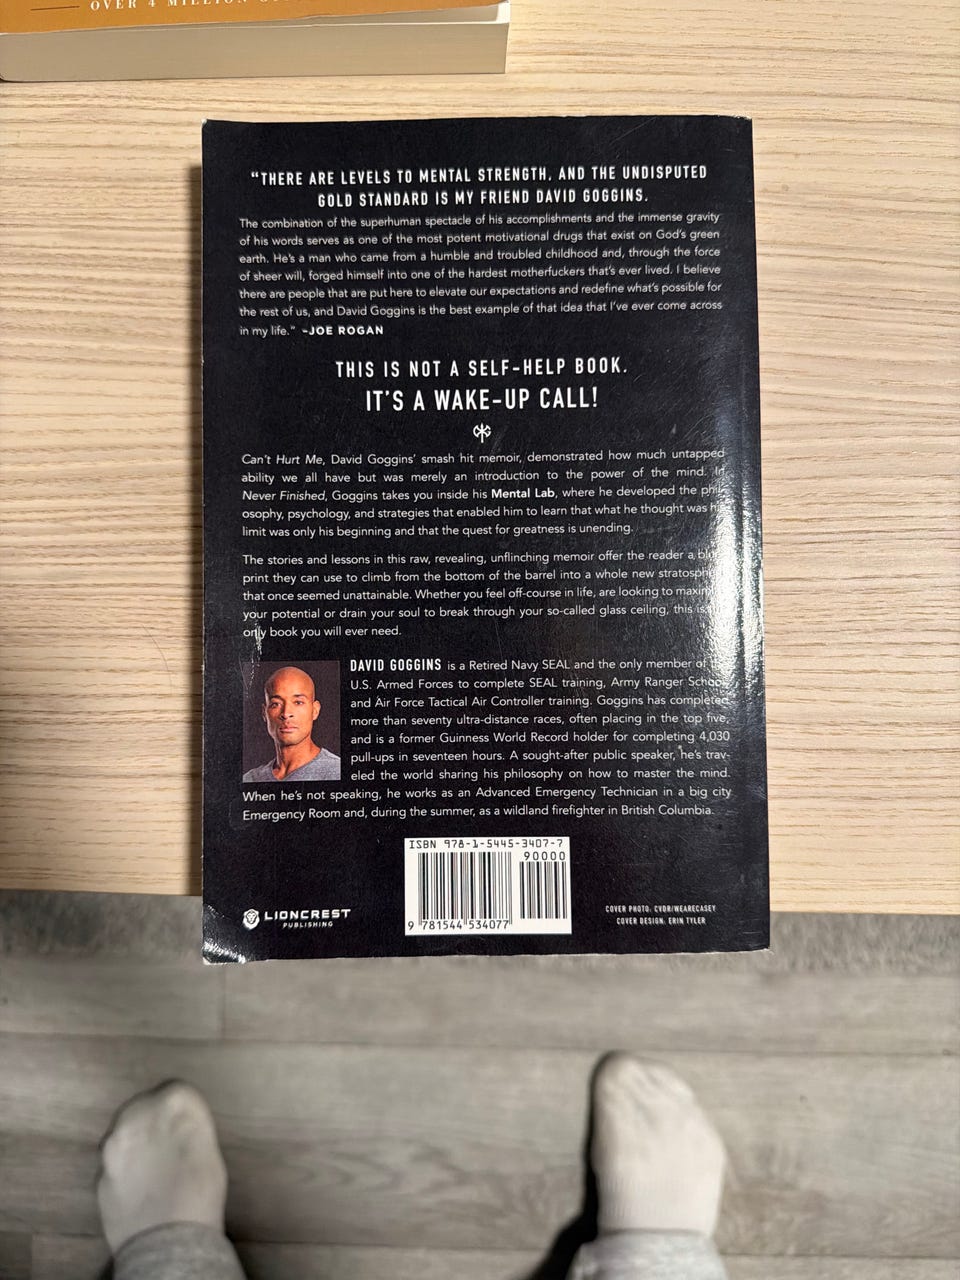 OVER 4 MILLION
"THERE ARE LEVELS TO MENTAL STRENGTH, AND THE UNDISPUTED
GOLD STANDARD IS MY FRIEND DAVID GOGGINS.
The combination of the superhuman spectacle of his accomplishments and the immense gravity
of his words serves as one of the most potent motivational drugs that exist on God's green
earth. He's a man who came from a humble and troubled childhood and, through the force
of sheer will, forged himself into one of the hardest motherfuckers that's ever lived. I believe
there are people that are put here to elevate our expectations and redefine what's possible for
the rest of us, and David Goggins is the best example of that idea that I've ever come across
in my life." -JOE ROGAN
THIS IS NOT A SELF-HELP BOOK.
IT'S A WAKE-UP CALL!
Can't Hurt Me, David Goggins' smash hit memoir, demonstrated how much untapped
ability we all have but was merely an introduction to the power of the mind. In
Never Finished, Goggins takes you inside his Mental Lab, where he developed the phil-
osophy, psychology, and strategies that enabled him to learn that what he thought was his
limit was only his beginning and that the quest for greatness is unending.
The stories and lessons in this raw, revealing, unflinching memoir offer the reader a blue-
print they can use to climb from the bottom of the barrel into a whole new stratosphere
that once seemed unattainable. Whether you feel off-course in life, are looking to maximize
your potential or drain your soul to break through your so-called glass ceiling, this is the
only book you will ever need.
DAVID GOGGINS is a Retired Navy SEAL and the only member of the
U.S. Armed Forces to complete SEAL training, Army Ranger School,
and Air Force Tactical Air Controller training. Goggins has completed
more than seventy ultra-distance races, often placing in the top five,
and is a former Guinness World Record holder for completing 4,030
pull-ups in seventeen hours. A sought-after public speaker, he's trav-
eled the world sharing his philosophy on how to master the mind.
When he's not speaking, he works as an Advanced Emergency Technician in a big city
Emergency Room and, during the summer, as a wildland firefighter in British Columbia.
ISBN 978-1-5445-3407-7
90000
9 781544 534077
LIONCREST
PUBLISHING
COVER PHOTO: CVDR/WEARECASEY
COVER DESIGN: ERIN TYLER